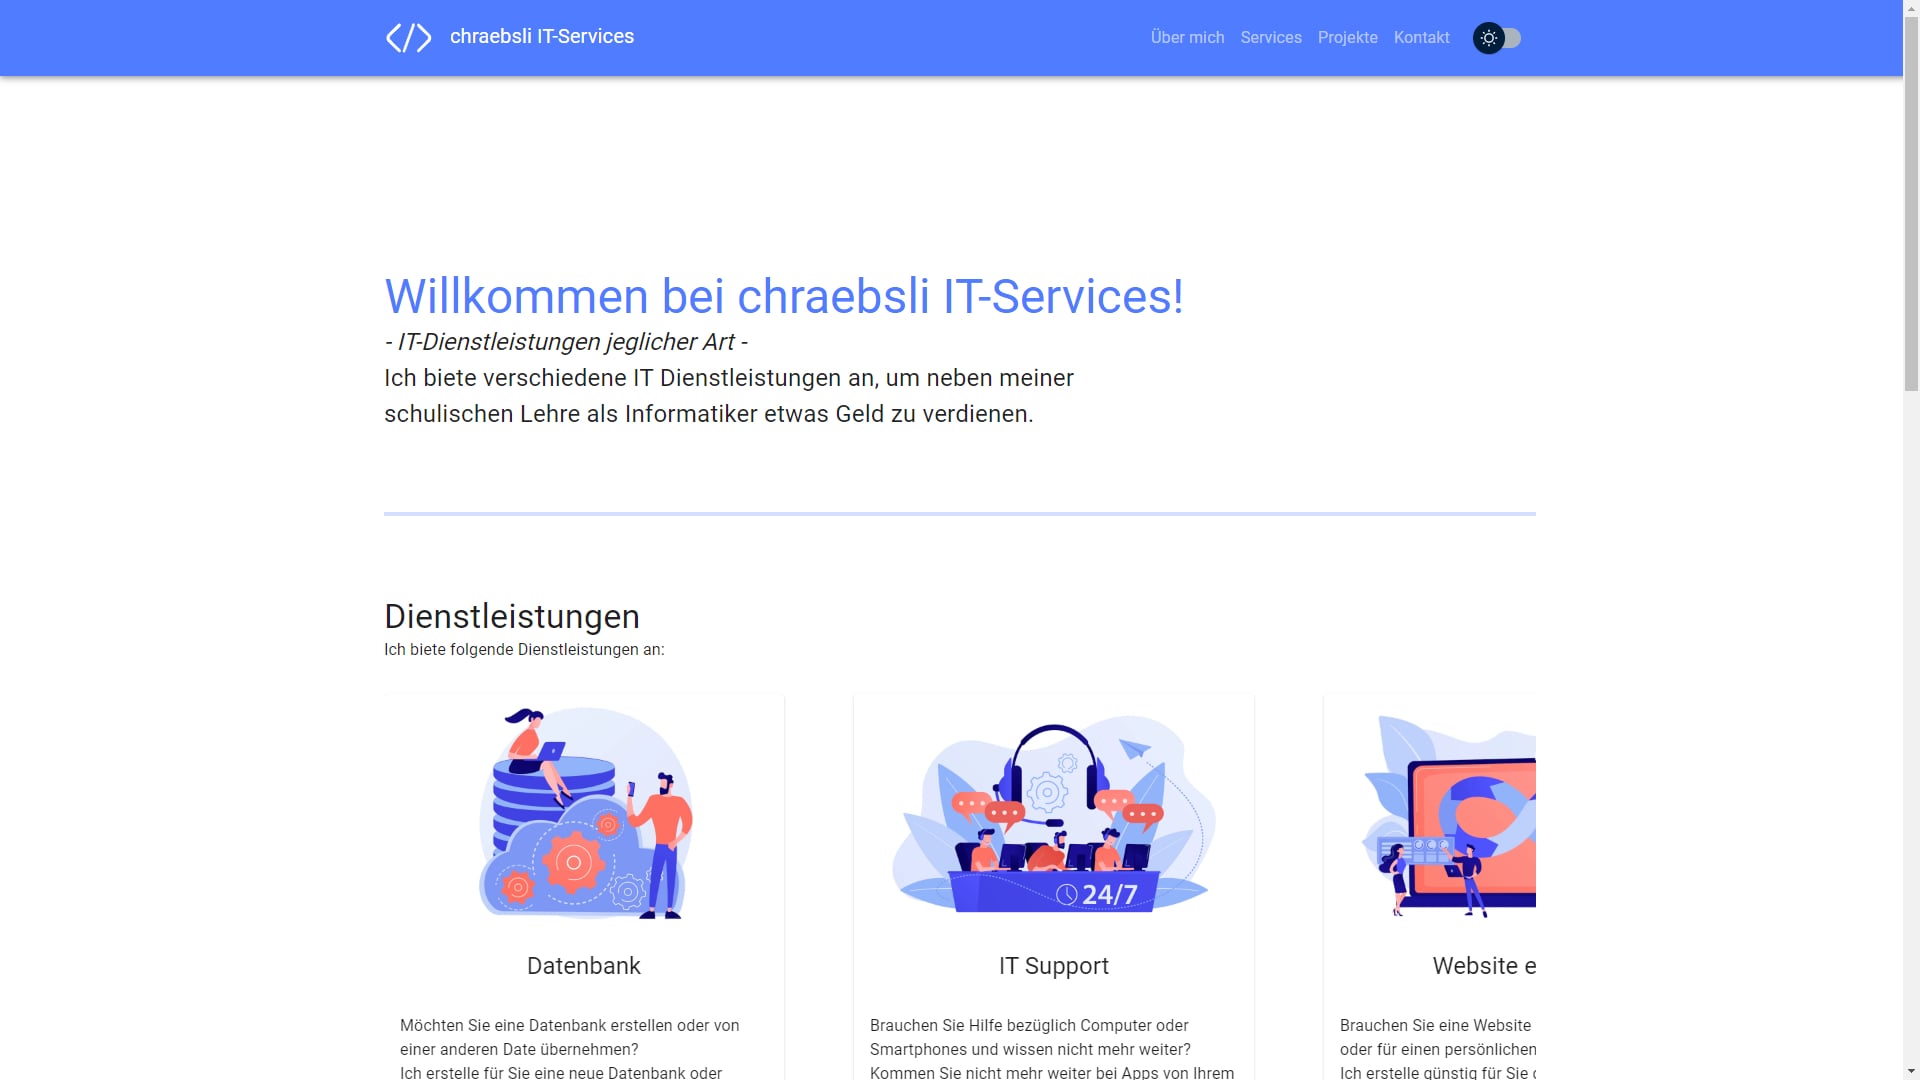 chraebsli IT-Services
Über mich Services Projekte Kontakt
Willkommen bei chraebsli IT-Services!
- IT-Dienstleistungen jeglicher Art -
Ich biete verschiedene IT Dienstleistungen an, um neben meiner
schulischen Lehre als Informatiker etwas Geld zu verdienen.
Dienstleistungen
Ich biete folgende Dienstleistungen an:
24/7
Datenbank
Möchten Sie eine Datenbank erstellen oder von
einer anderen Date übernehmen?
Ich erstelle für Sie eine neue Datenbank oder
IT Support
Brauchen Sie Hilfe bezüglich Computer oder
Smartphones und wissen nicht mehr weiter?
Kommen Sie nicht mehr weiter bei Apps von Ihrem
Website e
Brauchen Sie eine Website
oder für einen persönlichen
Ich erstelle günstig für Sie